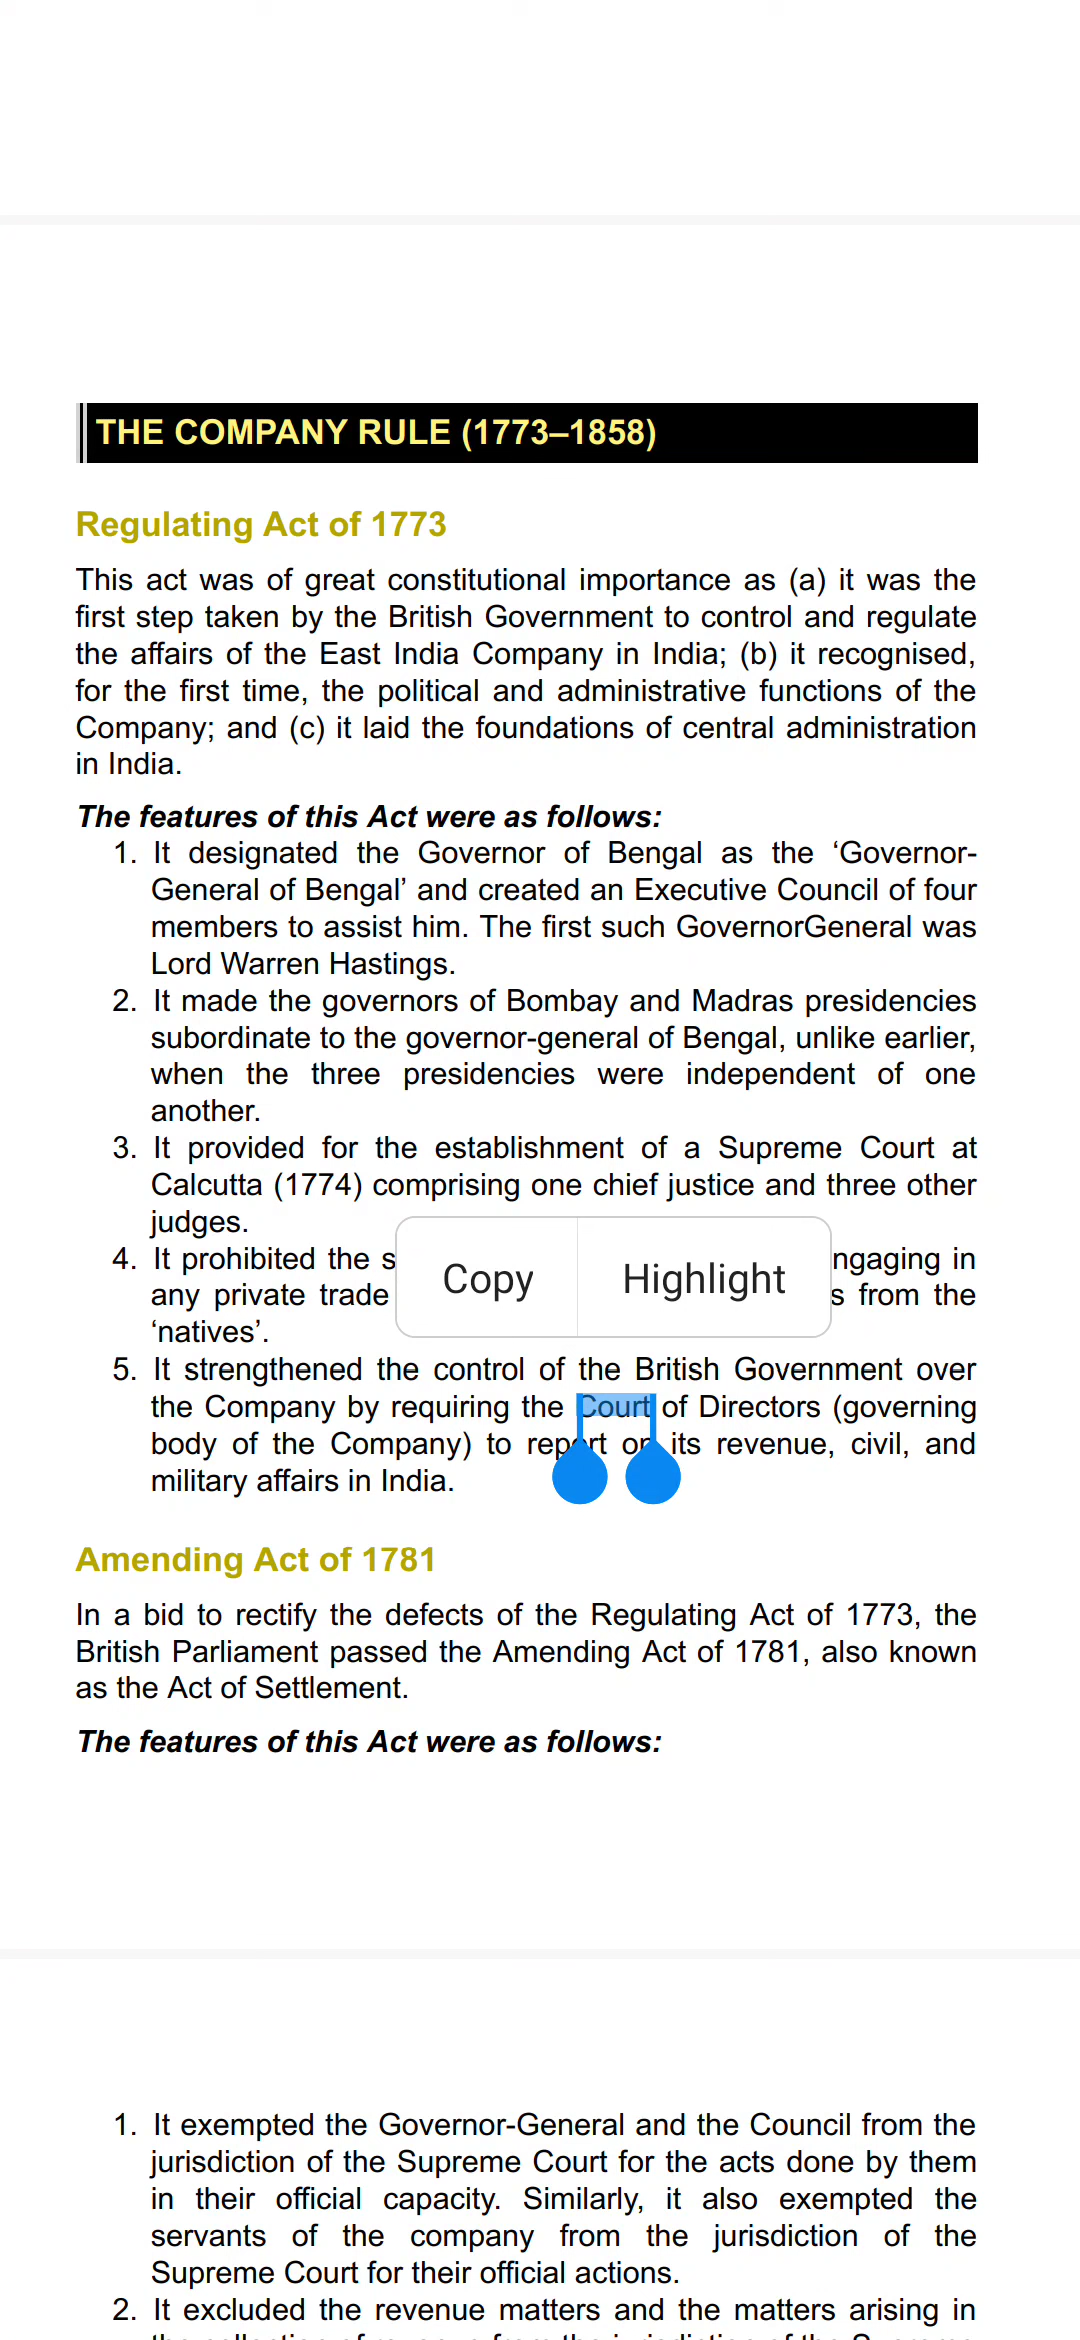 THE COMPANY RULE (1773–1858)
Regulating Act of 1773
This act was of great constitutional importance as (a) it was the
first step taken by the British Government to control and regulate
the affairs of the East India Company in India; (b) it recognised,
for the first time, the political and administrative functions of the
Company; and (c) it laid the foundations of central administration
in India.
The features of this Act were as follows:
1. It designated the Governor of Bengal as the ‘Governor-
General of Bengal’ and created an Executive Council of four
members to assist him. The first such GovernorGeneral was
Lord Warren Hastings.
2. It made the governors of Bombay and Madras presidencies
subordinate to the governor-general of Bengal, unlike earlier,
when the three presidencies were independent of one
another.
3. It provided for the establishment of a Supreme Court at
Calcutta (1774) comprising one chief justice and three other
judges.
4. It prohibited the s ngaging in
any private trade s from the
Copy Highlight
‘natives’.
5. It strengthened the control of the British Government over
the Company by requiring the Court of Directors (governing
body of the Company) to report on its revenue, civil, and
military affairs in India.
Amending Act of 1781
In a bid to rectify the defects of the Regulating Act of 1773, the
British Parliament passed the Amending Act of 1781, also known
as the Act of Settlement.
The features of this Act were as follows:
1. It exempted the Governor-General and the Council from the
jurisdiction of the Supreme Court for the acts done by them
in their official capacity. Similarly, it also exempted the
servants of the company from the jurisdiction of the
Supreme Court for their official actions.
2. It excluded the revenue matters and the matters arising in